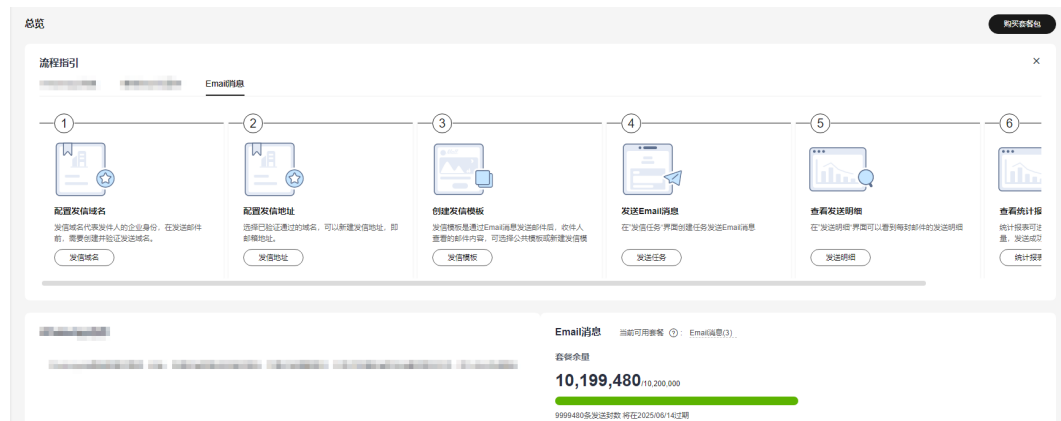 总览
购买套餐包
流程指引
Email消息
1
2
3
4
5
6
配置发信域名
发信域名代表发件人的企业身份，在发送邮件
前，需要创建并验证发送域名。
发信域名
配置发信地址
选择已验证通过的域名，可以新建发信地址，即
邮箱地址。
发信地址
创建发信模板
发信模板是通过Email消息发送邮件后，收件人
查看的邮件内容，可选择公共模板或新建发信模
发信模板
发送Email消息
在"发信任务"界面创建任务发送Email消息
发送任务
查看发送明细
在"发送明细"界面可以看到每封邮件的发送明细
发送明细
查看统计报
统计报表可
量，发送成
统计报表
Email消息 当前可用套餐 ? : Email消息(3)
套餐余量
10,199,480/10,200,000
9999480条发送封数 将在2025/06/14过期